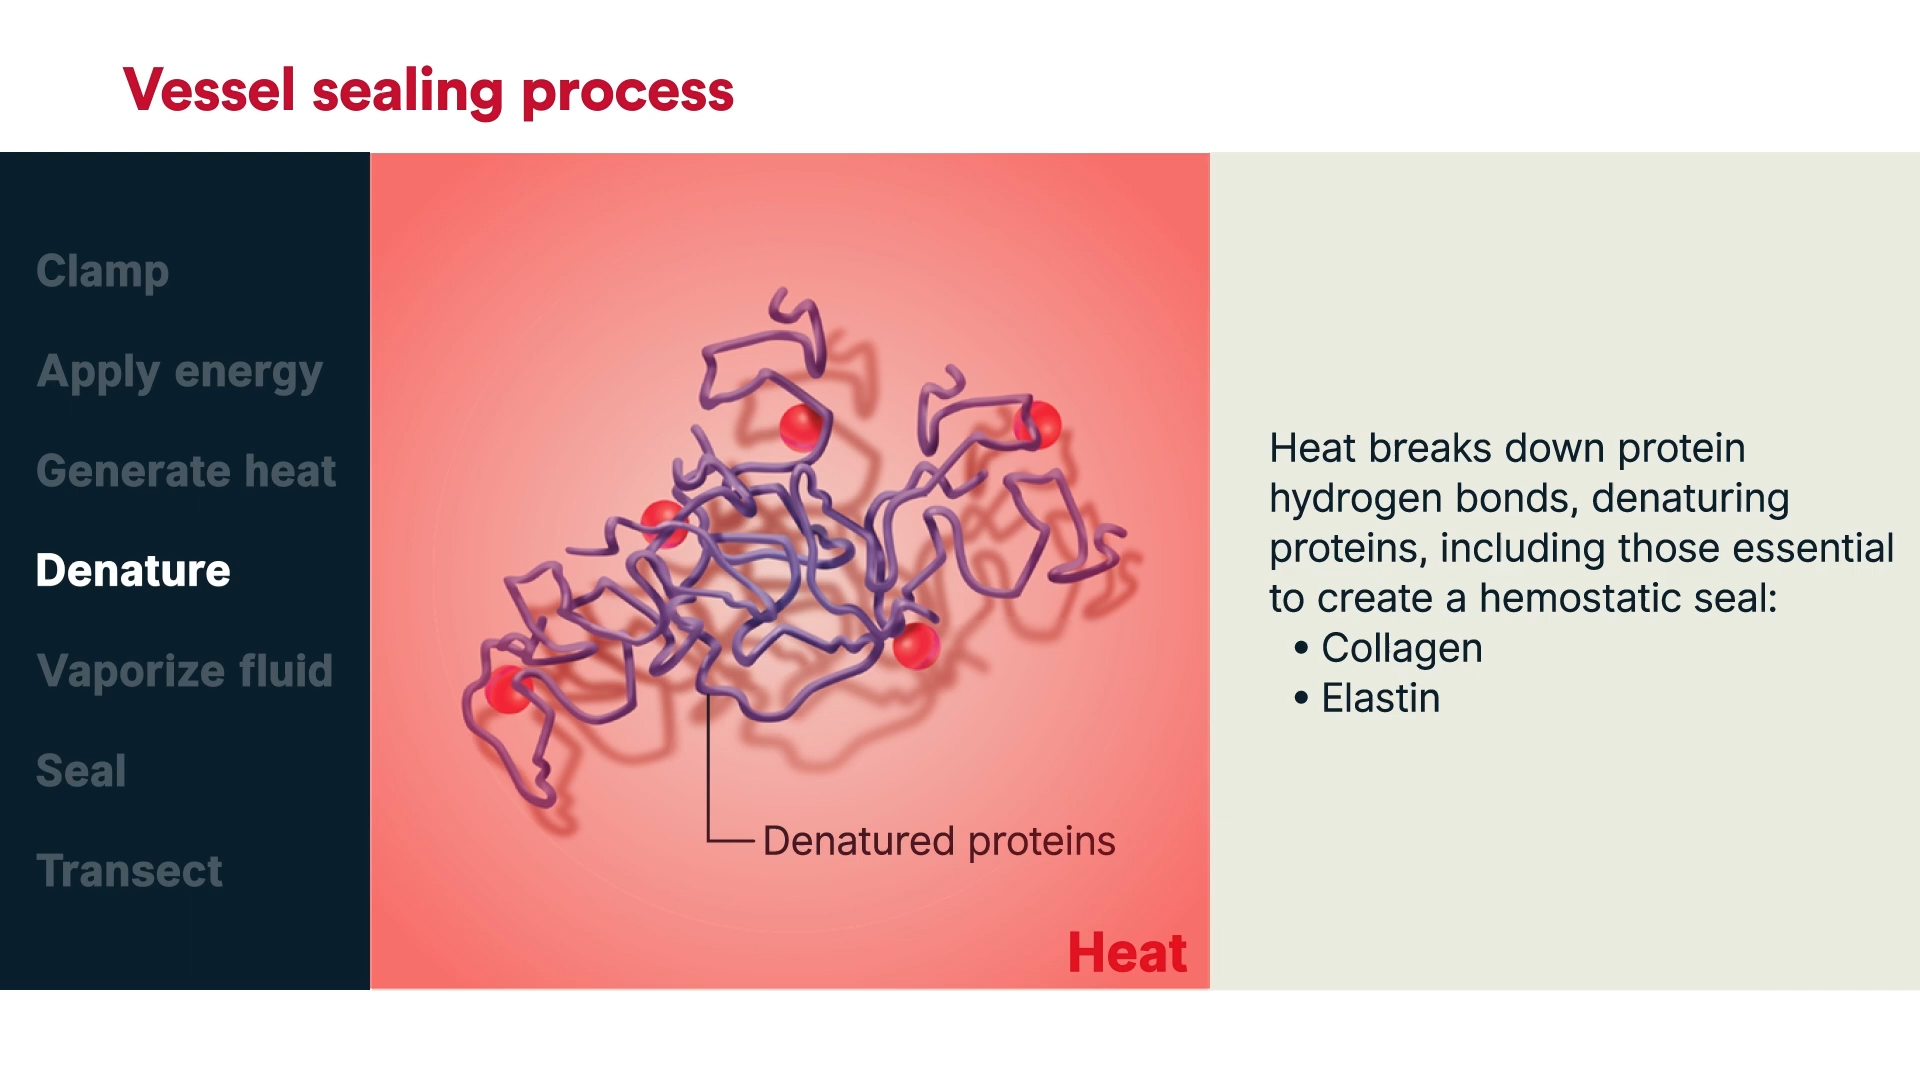 Vessel sealing process
Clamp
Apply energy
Generate heat
Denature
Vaporize fluid
Seal
Transect
Denatured proteins
Heat
Heat breaks down protein
hydrogen bonds, denaturing
proteins, including those essential
to create a hemostatic seal:
• Collagen
• Elastin